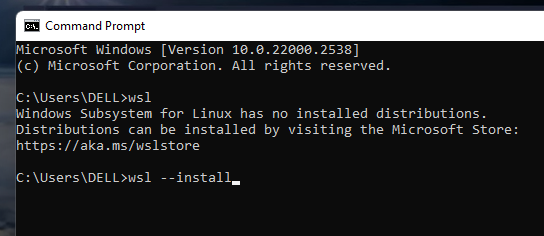 Command Prompt
Microsoft Windows [Version 10.0.22000.2538]
(c) Microsoft Corporation. All rights reserved.
C:\Users\DELL>wsl
Windows Subsystem for Linux has no installed distributions.
Distributions can be installed by visiting the Microsoft Store:
https://aka.ms/wslstore
C:\Users\DELL>wsl --install